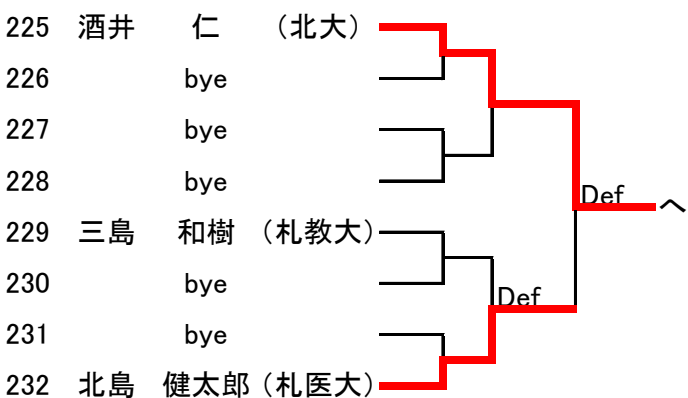 225 酒井 仁 （北大）
226 bye
227 bye
228 bye
Def へ
229 三島 和樹 （札教大）
230 bye
Def
231 bye
232 北島 健太郎 （札医大）